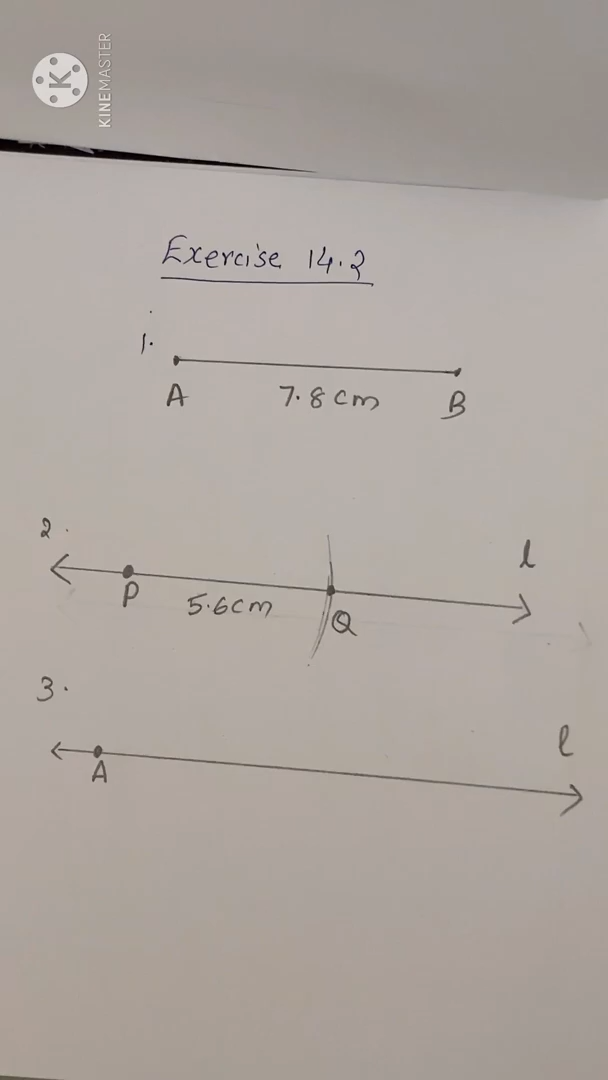 K
KINEMASTER
Exercise 14.2
1.
A 7.8 cm B
2.
l
P 5.6cm Q
3.
l
A